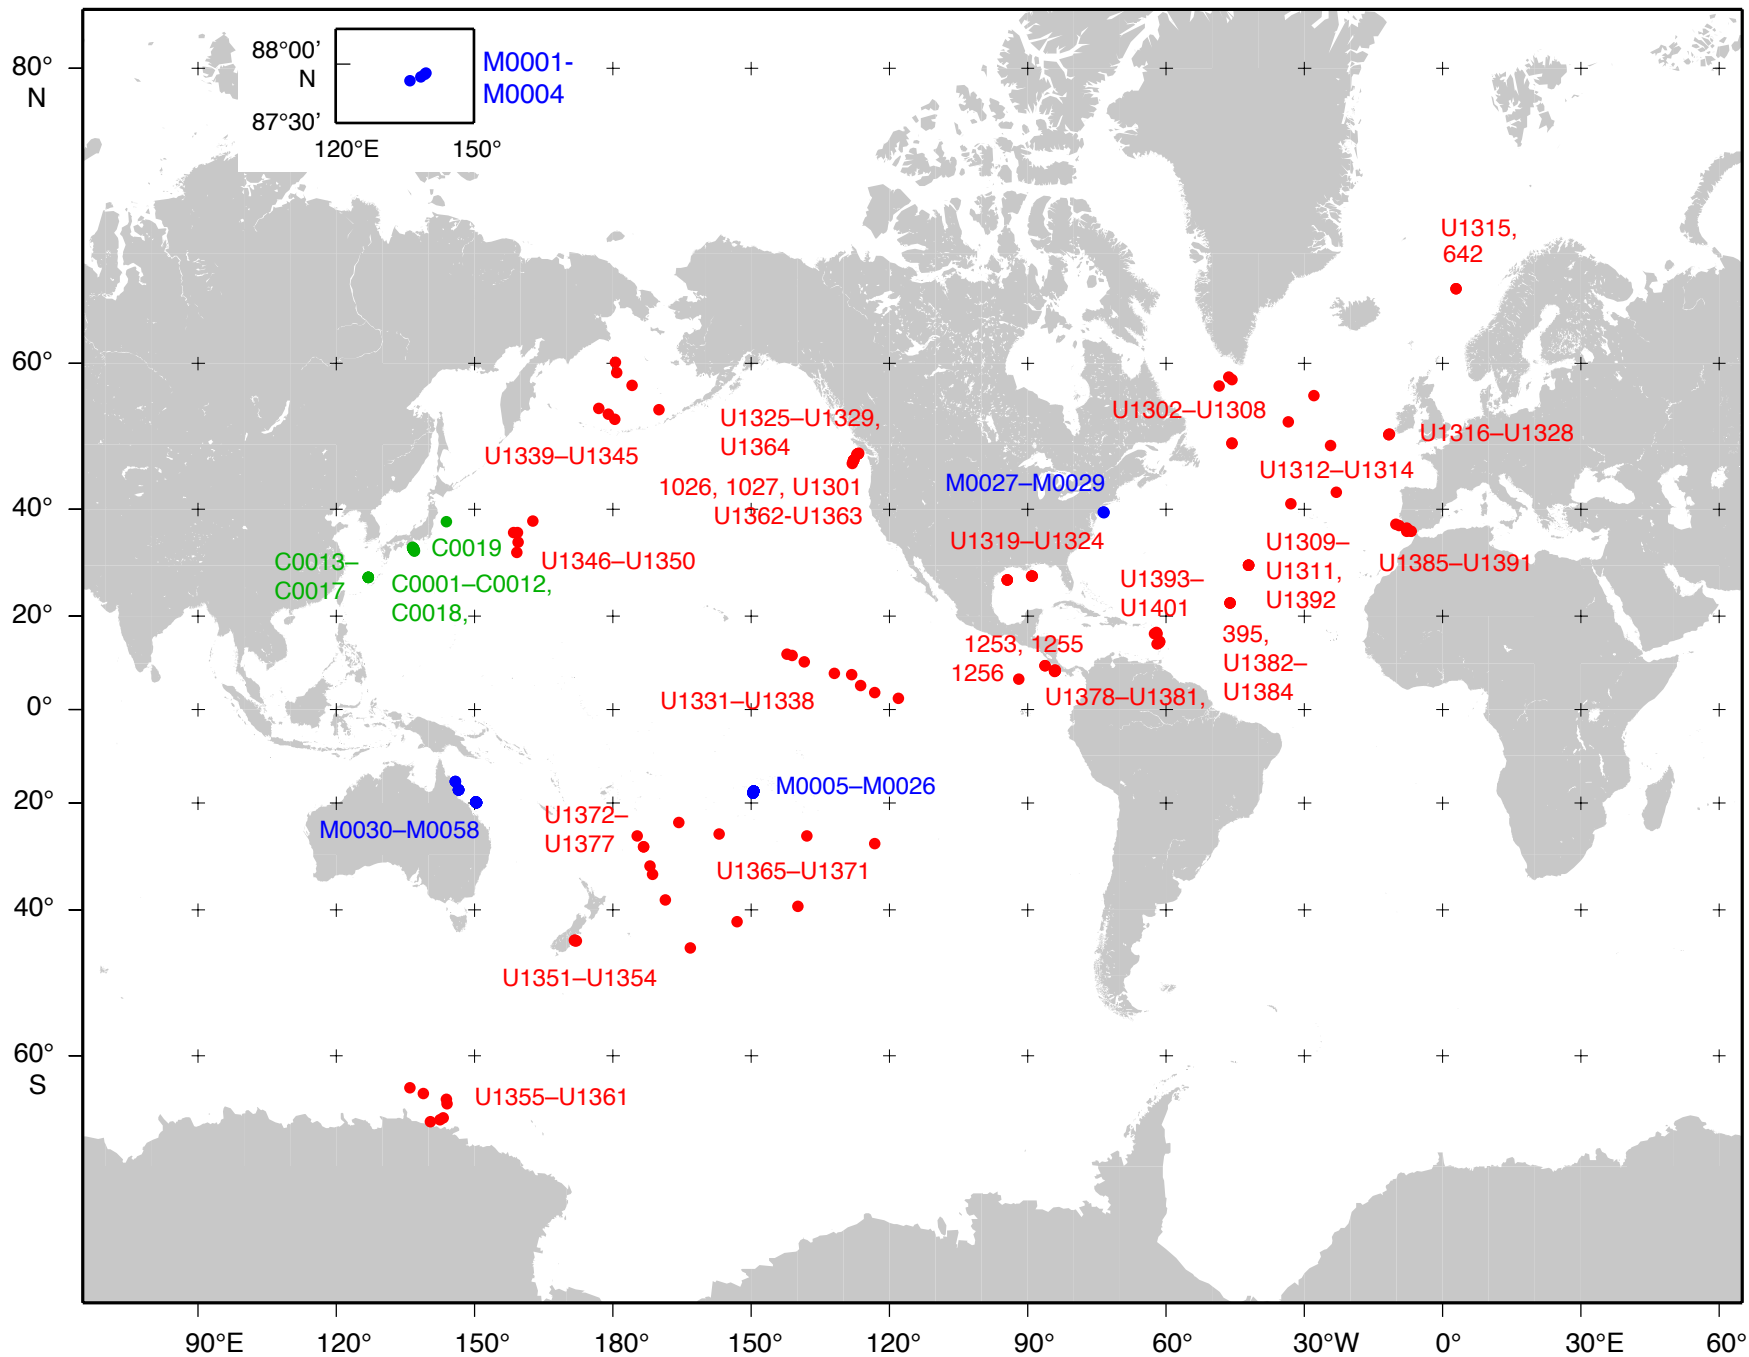 88°00'
N
87°30'
120°E 150°
M0001-
M0004
80°
N
60°
40°
20°
0°
20°
40°
60°
S
U1315,
642
U1302–U1308
U1316–U1328
U1312–U1314
U1325–U1329,
U1364
U1339–U1345
1026, 1027, U1301
U1362-U1363
M0027–M0029
U1319–U1324
C0019
C0013–
C0017
C0001–C0012,
C0018,
U1346–U1350
U1309–
U1311,
U1392
U1385–U1391
U1393–
U1401
395,
U1382–
U1384
1253, 1255
1256
U1378–U1381,
U1331–U1338
M0005–M0026
M0030–M0058
U1372–
U1377
U1365–U1371
U1351–U1354
U1355–U1361
90°E 120° 150° 180° 150° 120° 90° 60° 30°W 0° 30°E 60°